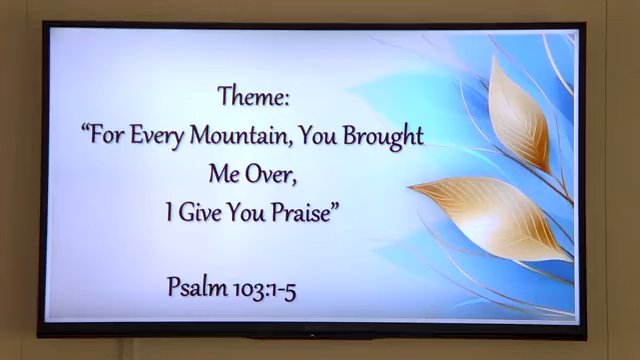 Theme:
“For Every Mountain, You Brought
Me Over,
I Give You Praise”
Psalm 103:1-5